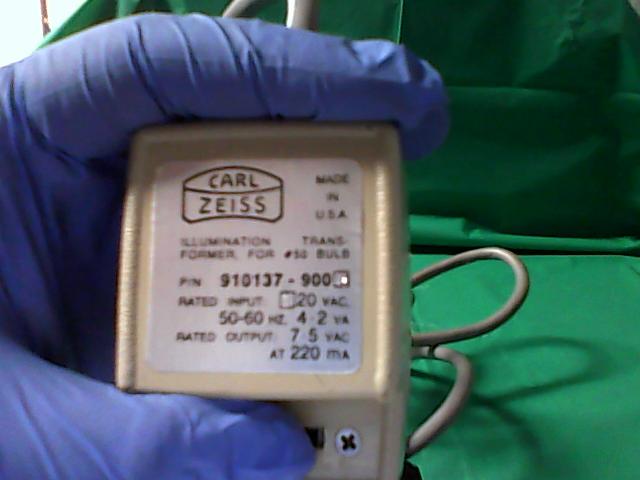 CARL
ZEISS
MADE
IN
U.S.A.
ILLUMINATION TRANS-
FORMER, FOR #50 BULB
P/N 910137-900
RATED INPUT: 20 VAC,
50-60 HZ, 4.2 VA
RATED OUTPUT: 7.5 VAC
AT 220 mA